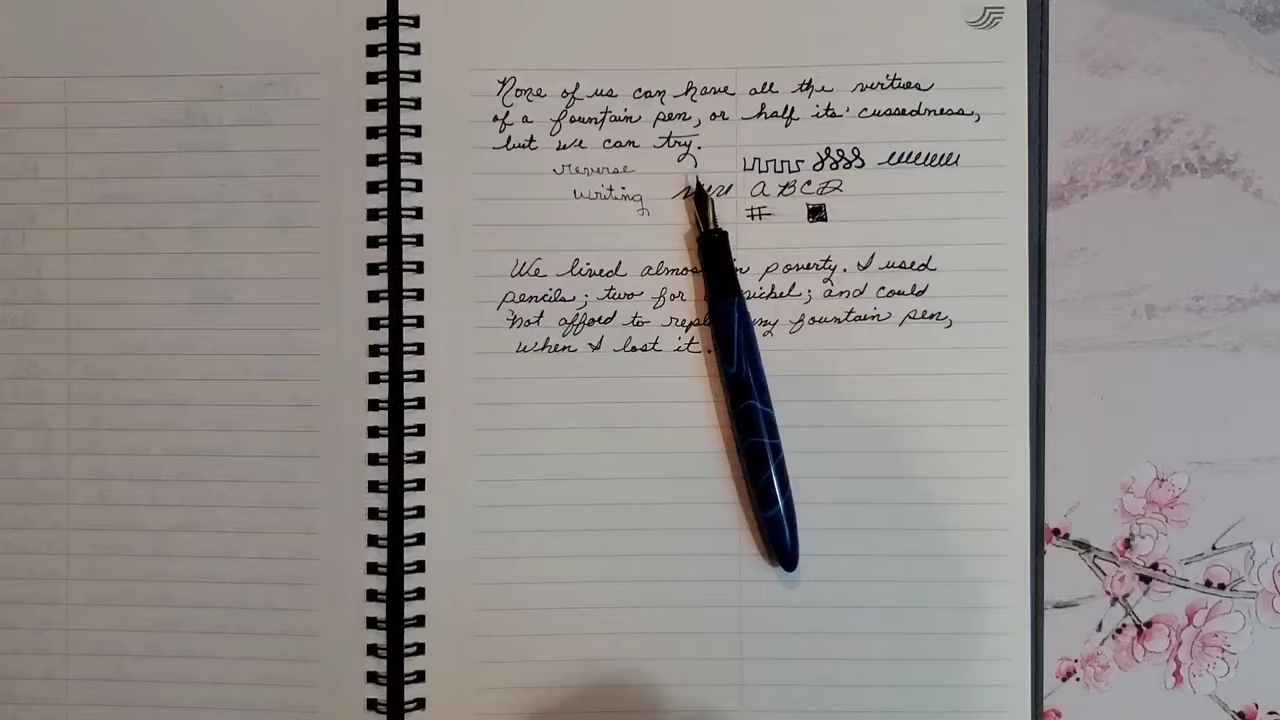 None of us can have all the virtues
of a fountain pen, or half its cussedness,
but we can try.
Reverse
Writing
A B C D
#
We lived almos in poverty. I used
pencils; two for nickel; and could
not afford to repl my fountain pen,
when I lost it.